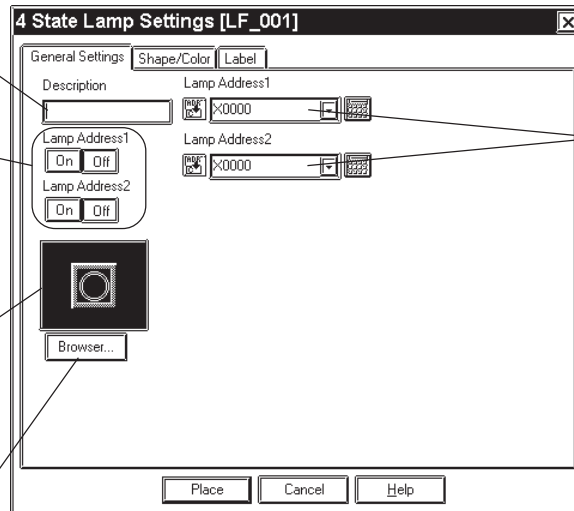 4 State Lamp Settings [LF_001]
General Settings Shape/Color Label
Description
Lamp Address1
X0000
Lamp Address1
On Off
Lamp Address2
X0000
Lamp Address2
On Off
Browser...
Place Cancel Help